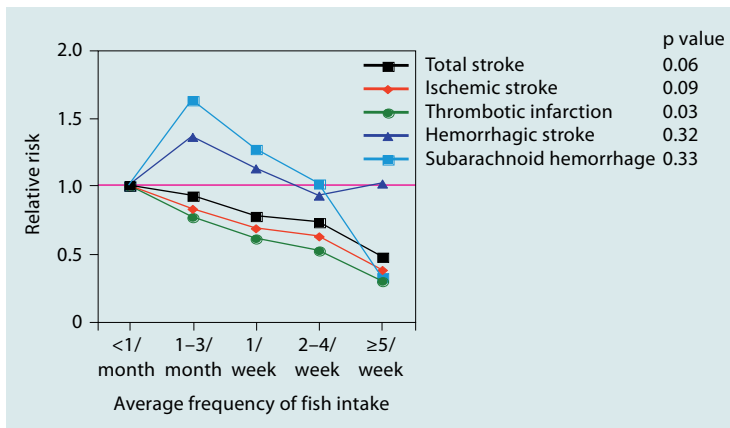 p value
Total stroke 0.06
Ischemic stroke 0.09
Thrombotic infarction 0.03
Hemorrhagic stroke 0.32
Subarachnoid hemorrhage 0.33
Relative risk
2.0
1.5
1.0
0.5
0
<1/ 1–3/ 1/ 2–4/ ≥5/
month month week week week
Average frequency of fish intake